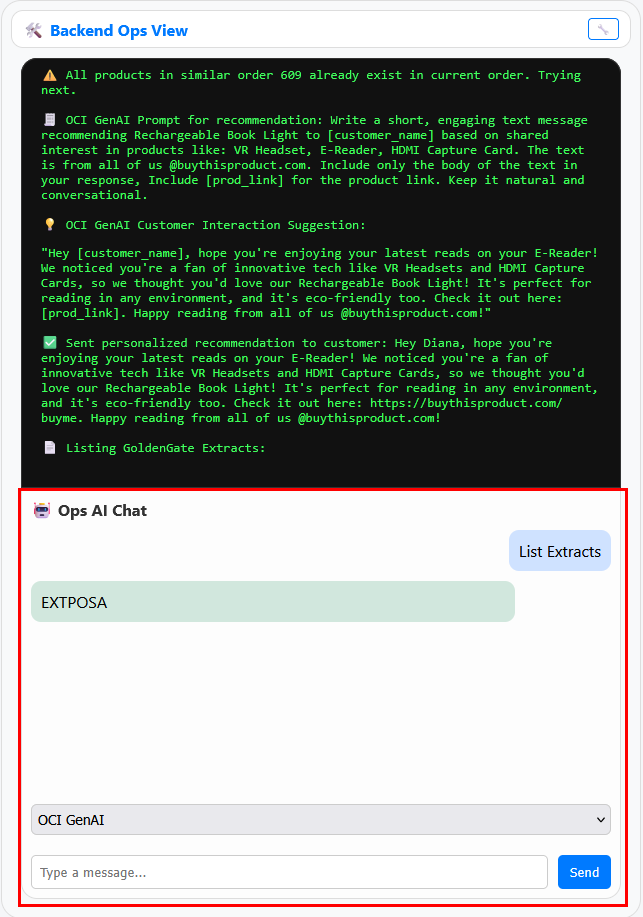 Backend Ops View
All products in similar order 609 already exist in current order. Trying
next.
OCI GenAI Prompt for recommendation: Write a short, engaging text message
recommending Rechargeable Book Light to [customer_name] based on shared
interest in products like: VR Headset, E-Reader, HDMI Capture Card. The text
is from all of us @buythisproduct.com. Include only the body of the text in
your response, Include [prod_link] for the product link. Keep it natural and
conversational.
OCI GenAI Customer Interaction Suggestion:
"Hey [customer_name], hope you're enjoying your latest reads on your E-Reader!
We noticed you're a fan of innovative tech like VR Headsets and HDMI Capture
Cards, so we thought you'd love our Rechargeable Book Light! It's perfect for
reading in any environment, and it's eco-friendly too. Check it out here:
[prod_link]. Happy reading from all of us @buythisproduct.com!"
Sent personalized recommendation to customer: Hey Diana, hope you're
enjoying your latest reads on your E-Reader! We noticed you're a fan of
innovative tech like VR Headsets and HDMI Capture Cards, so we thought you'd
love our Rechargeable Book Light! It's perfect for reading in any environment,
and it's eco-friendly too. Check it out here: https://buythisproduct.com/
buyme. Happy reading from all of us @buythisproduct.com!
Listing GoldenGate Extracts:
Ops AI Chat
List Extracts
EXTPOSA
OCI GenAI
Type a message...
Send